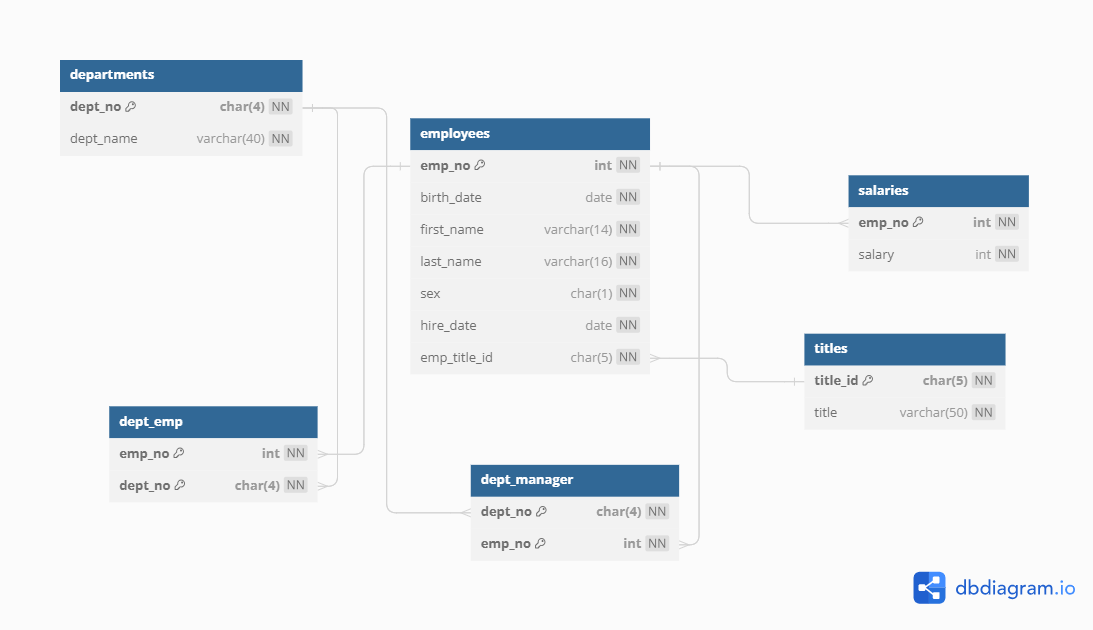 departments
dept_no char(4) NN
dept_name varchar(40) NN
employees
emp_no int NN
birth_date date NN
first_name varchar(14) NN
last_name varchar(16) NN
sex char(1) NN
hire_date date NN
emp_title_id char(5) NN
salaries
emp_no int NN
salary int NN
titles
title_id char(5) NN
title varchar(50) NN
dept_emp
emp_no int NN
dept_no char(4) NN
dept_manager
dept_no char(4) NN
emp_no int NN
dbdiagram.io